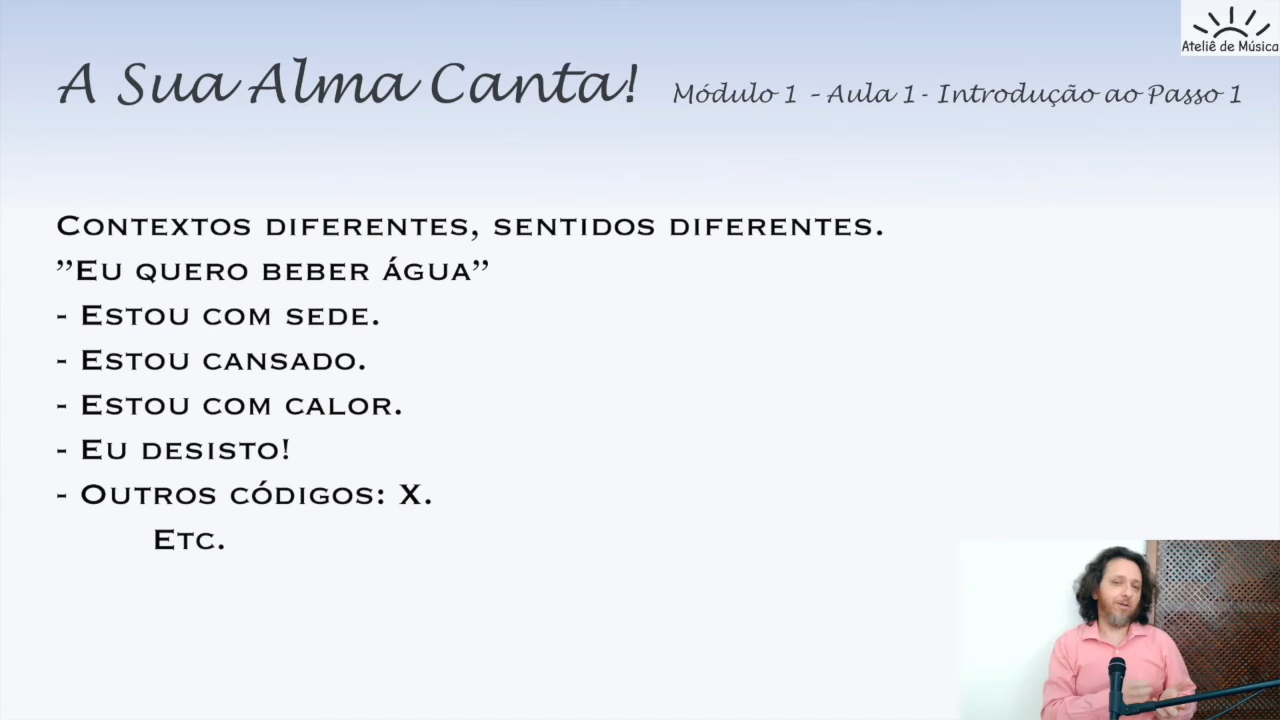 Ateliê de Música
A Sua Alma Canta! Módulo 1 - Aula 1- Introdução ao Passo 1
Contextos diferentes, sentidos diferentes.
”Eu quero beber água”
- Estou com sede.
- Estou cansado.
- Estou com calor.
- Eu desisto!
- Outros códigos: X.
Etc.